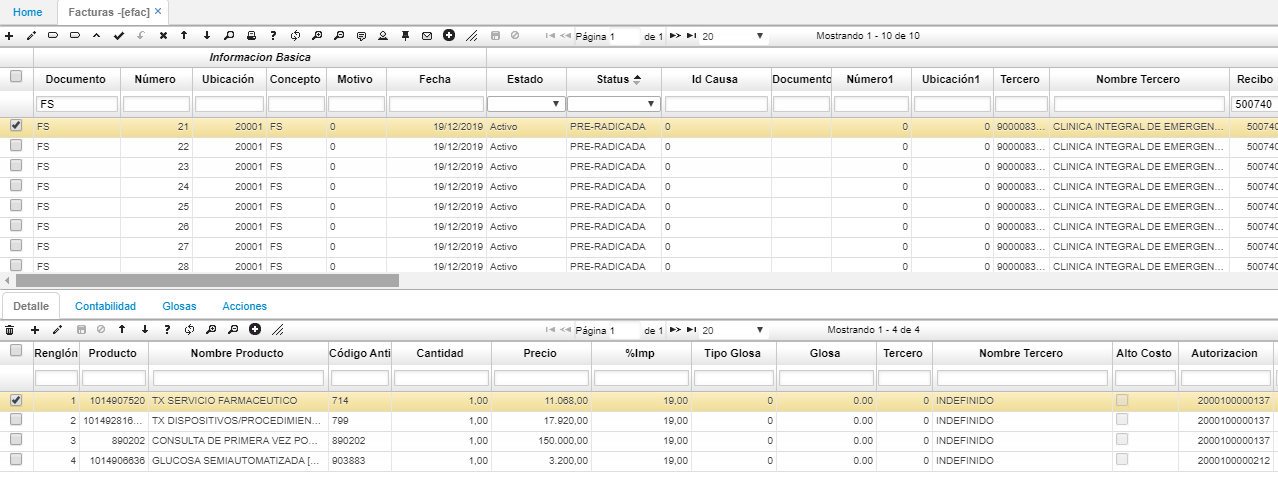 Home Facturas -[efac] ×
Página 1 de 1 20 Mostrando 1 - 10 de 10
Informacion Basica
Documento Número Ubicación Concepto Motivo Fecha Estado Status Id Causa Documento Número1 Ubicación1 Tercero Nombre Tercero Recibo
FS 500740
FS 21 20001 FS 0 19/12/2019 Activo PRE-RADICADA 0 0 0 9000083... CLINICA INTEGRAL DE EMERGEN... 500740
FS 22 20001 FS 0 19/12/2019 Activo PRE-RADICADA 0 0 0 9000083... CLINICA INTEGRAL DE EMERGEN... 500740
FS 23 20001 FS 0 19/12/2019 Activo PRE-RADICADA 0 0 0 9000083... CLINICA INTEGRAL DE EMERGEN... 500740
FS 24 20001 FS 0 19/12/2019 Activo PRE-RADICADA 0 0 0 9000083... CLINICA INTEGRAL DE EMERGEN... 500740
FS 25 20001 FS 0 19/12/2019 Activo PRE-RADICADA 0 0 0 9000083... CLINICA INTEGRAL DE EMERGEN... 500740
FS 26 20001 FS 0 19/12/2019 Activo PRE-RADICADA 0 0 0 9000083... CLINICA INTEGRAL DE EMERGEN... 500740
FS 27 20001 FS 0 19/12/2019 Activo PRE-RADICADA 0 0 0 9000083... CLINICA INTEGRAL DE EMERGEN... 500740
FS 28 20001 FS 0 19/12/2019 Activo PRE-RADICADA 0 0 0 9000083... CLINICA INTEGRAL DE EMERGEN... 500740
Detalle Contabilidad Glosas Acciones
Página 1 de 1 20 Mostrando 1 - 4 de 4
Renglón Producto Nombre Producto Código Anti Cantidad Precio %Imp Tipo Glosa Glosa Tercero Nombre Tercero Alto Costo Autorizacion
1 1014907520 TX SERVICIO FARMACEUTICO 714 1,00 11.068,00 19,00 0 0.00 0 INDEFINIDO 2000100000137
2 101492816... TX DISPOSITIVOS/PROCEDIMIEN... 799 1,00 17.920,00 19,00 0 0.00 0 INDEFINIDO 2000100000137
3 890202 CONSULTA DE PRIMERA VEZ PO... 890202 1,00 150.000,00 19,00 0 0.00 0 INDEFINIDO 2000100000137
4 1014906636 GLUCOSA SEMIAUTOMATIZADA [... 903883 1,00 3.200,00 19,00 0 0.00 0 INDEFINIDO 2000100000212